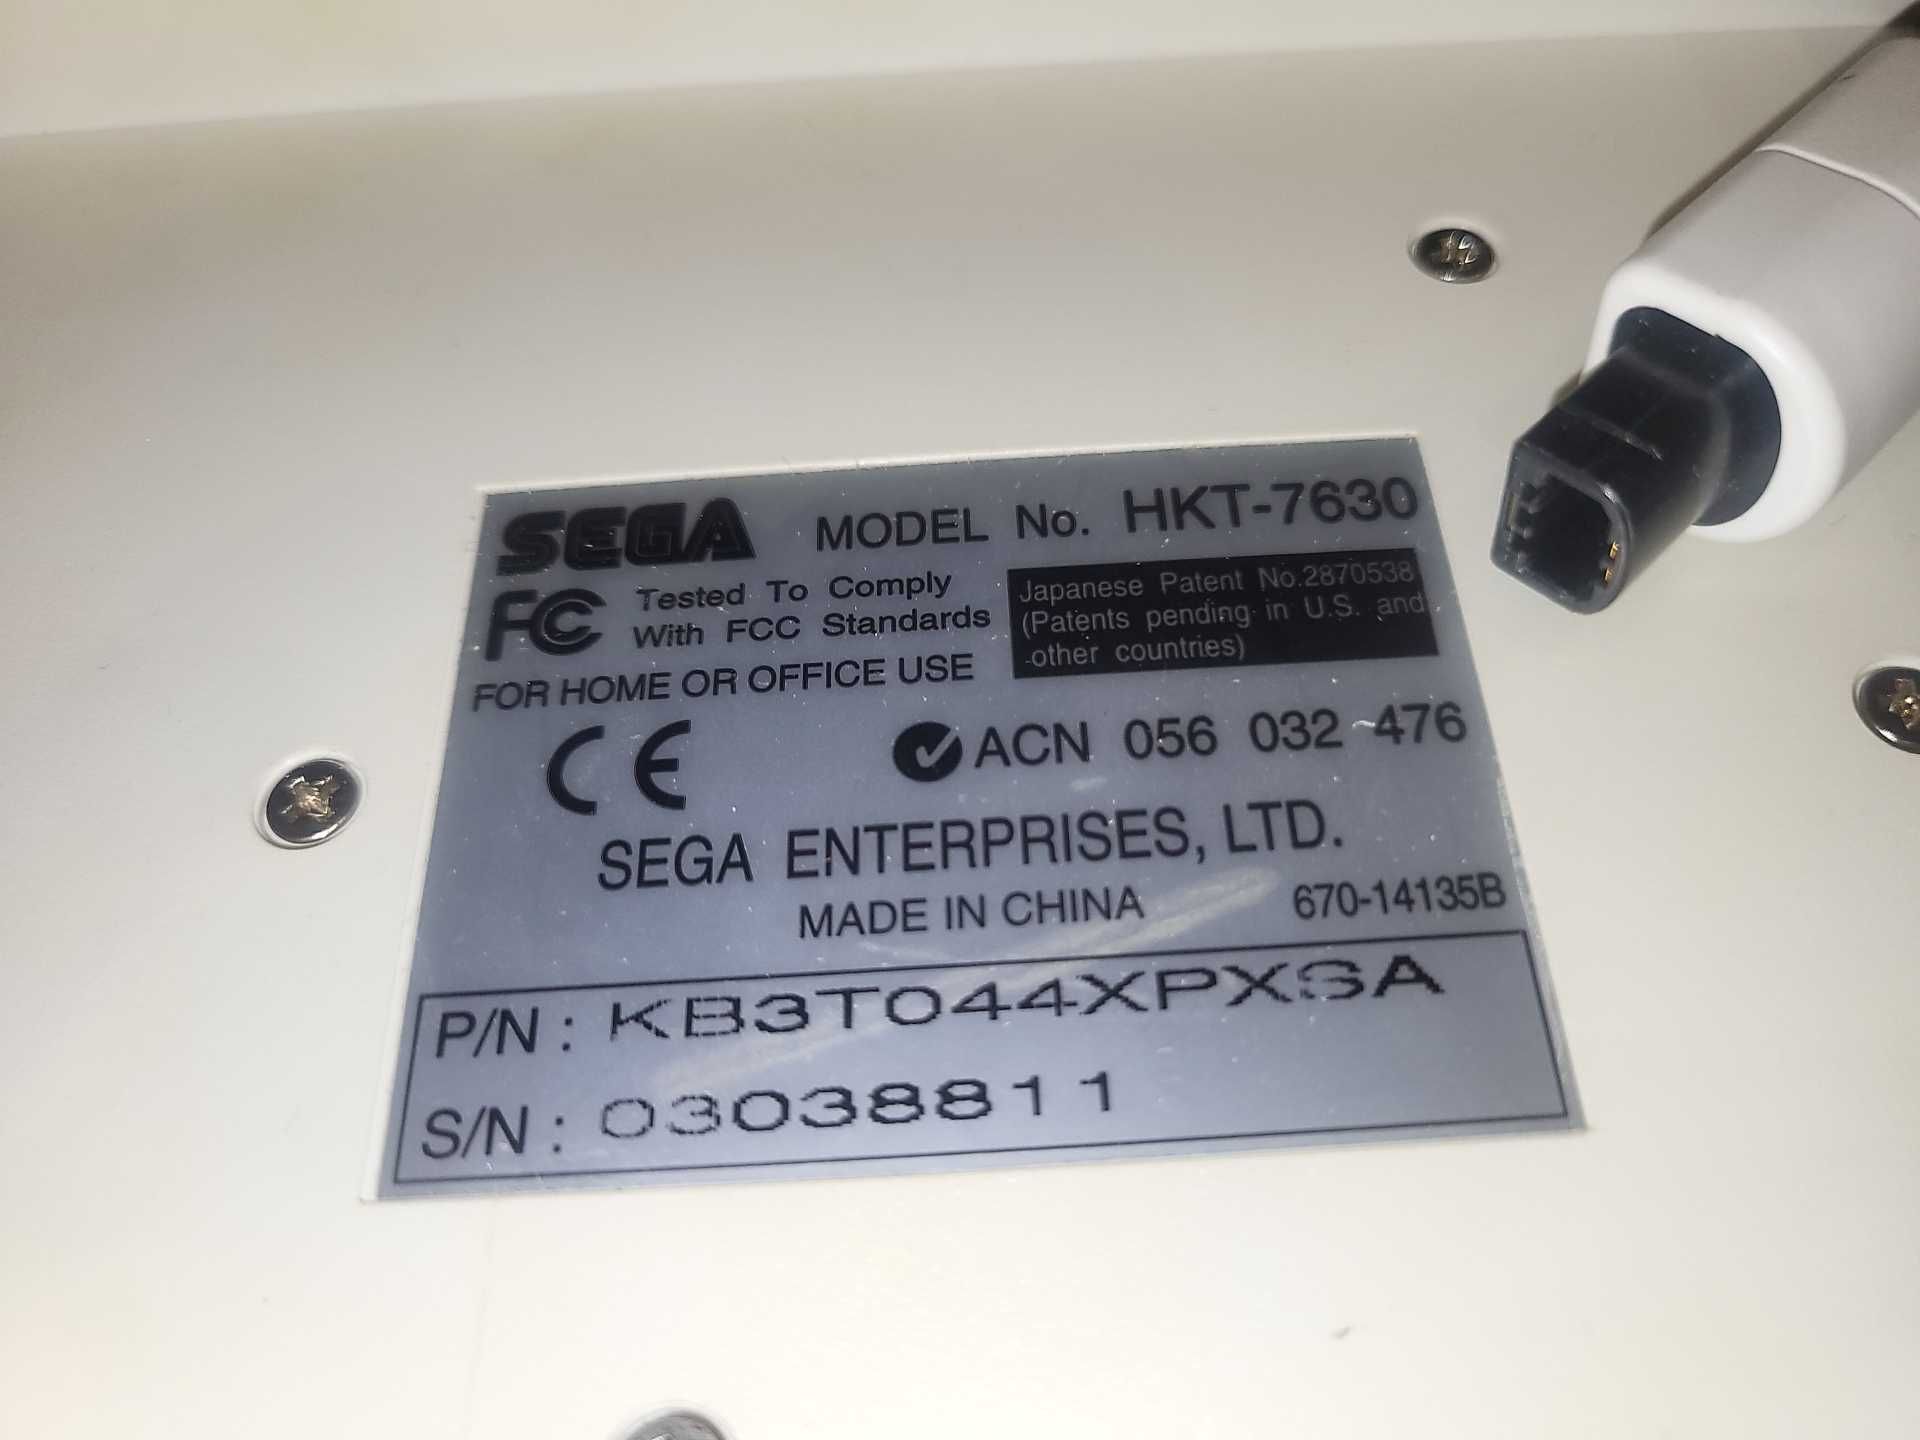 SEGA MODEL No. HKT-7630
FC Tested To Comply
With FCC Standards
FOR HOME OR OFFICE USE
Japanese Patent No.2870538
(Patents pending in U.S. and
other countries)
CE ACN 056 032 476
SEGA ENTERPRISES, LTD.
MADE IN CHINA 670-14135B
P/N : KB3T044XPXSA
S/N : 03038811